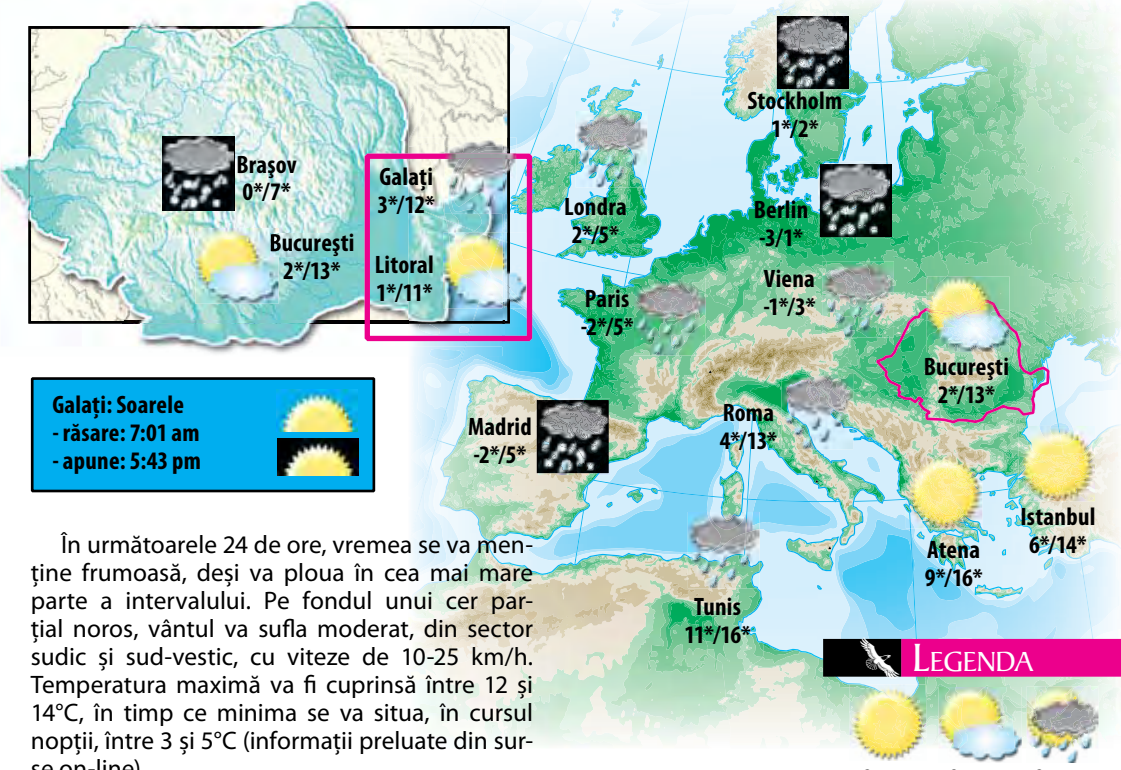 Brașov
0*/7*
Galați
3*/12*
București
2*/13*
Litoral
1*/11*
Stockholm
1*/2*
Londra
2*/5*
Berlin
-3/1*
Viena
-1*/3*
Paris
-2*/5*
București
2*/13*
Madrid
-2*/5*
Roma
4*/13*
Istanbul
6*/14*
Atena
9*/16*
Tunis
11*/16*
Galați: Soarele
- răsare: 7:01 am
- apune: 5:43 pm
În următoarele 24 de ore, vremea se va men-
ține frumoasă, deși va ploua în cea mai mare
parte a intervalului. Pe fondul unui cer par-
țial noros, vântul va sufla moderat, din sector
sudic și sud-vestic, cu viteze de 10-25 km/h.
Temperatura maximă va fi cuprinsă între 12 și
14°C, în timp ce minima se va situa, în cursul
nopții, între 3 și 5°C (informații preluate din sur-
se on-line)
LEGENDA